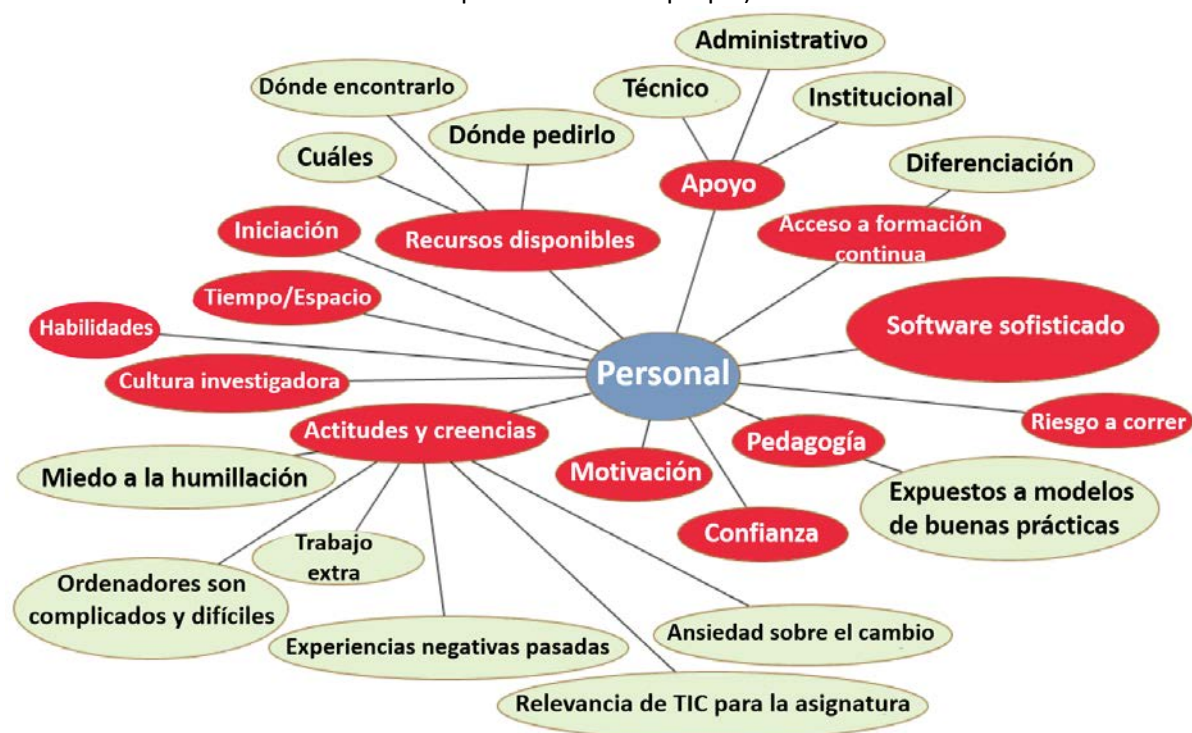 Administrativo
Dónde encontrarlo
Técnico
Institucional
Dónde pedirlo
Cuáles
Diferenciación
Apoyo
Iniciación
Recursos disponibles
Acceso a formación
continua
Tiempo/Espacio
Habilidades
Software sofisticado
Personal
Cultura investigadora
Riesgo a correr
Actitudes y creencias
Pedagogía
Motivación
Miedo a la humillación
Expuestos a modelos
de buenas prácticas
Confianza
Trabajo
extra
Ordenadores son
complicados y difíciles
Ansiedad sobre el cambio
Experiencias negativas pasadas
Relevancia de TIC para la asignatura